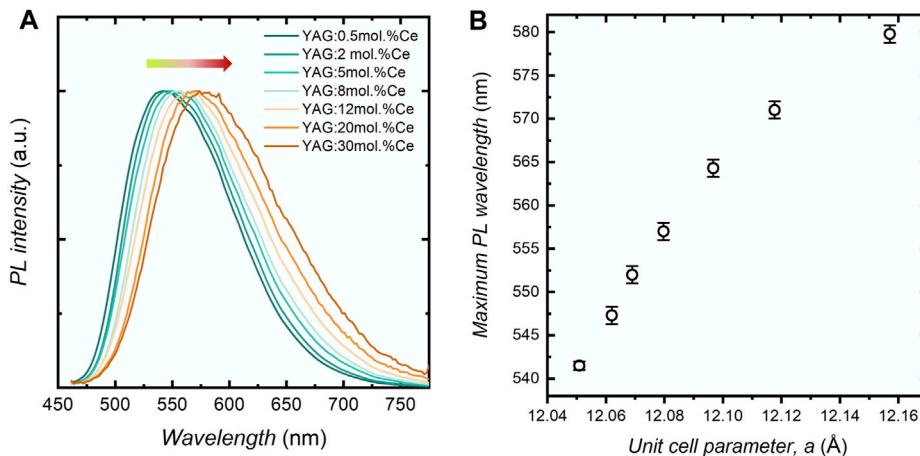 A
YAG:0.5mol.%Ce
YAG:2 mol.%Ce
YAG:5mol.%Ce
YAG:8mol.%Ce
YAG:12mol.%Ce
YAG:20mol.%Ce
YAG:30mol.%Ce
PL intensity (a.u.)
450 500 550 600 650 700 750
Wavelength (nm)
B
580
575
570
565
560
555
550
545
540
Maximum PL wavelength (nm)
12.04 12.06 12.08 12.10 12.12 12.14 12.16
Unit cell parameter, a (Å)